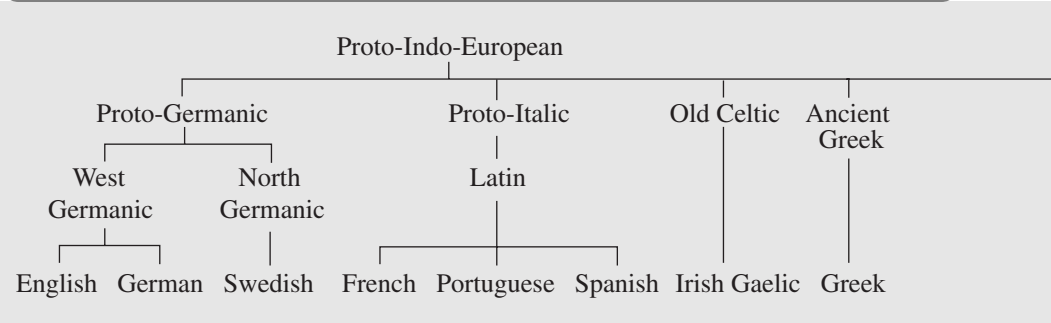 Proto-Indo-European
Proto-Germanic Proto-Italic Old Celtic Ancient
Greek
West North Latin
Germanic Germanic
English German Swedish French Portuguese Spanish Irish Gaelic Greek